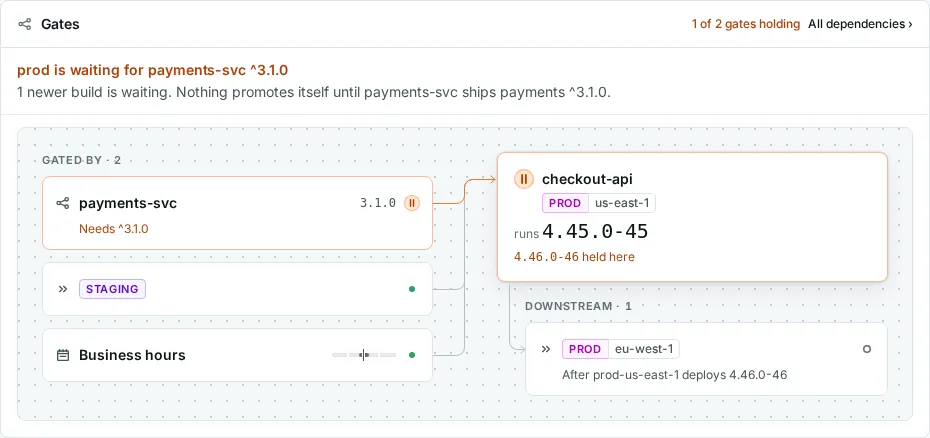 Gates
1 of 2 gates holding All dependencies ›
prod is waiting for payments-svc ^3.1.0
1 newer build is waiting. Nothing promotes itself until payments-svc ships payments ^3.1.0.
GATED BY · 2
payments-svc 3.1.0
Needs ^3.1.0
STAGING
Business hours
checkout-api
PROD us-east-1
runs 4.45.0-45
4.46.0-46 held here
DOWNSTREAM · 1
PROD eu-west-1
After prod-us-east-1 deploys 4.46.0-46